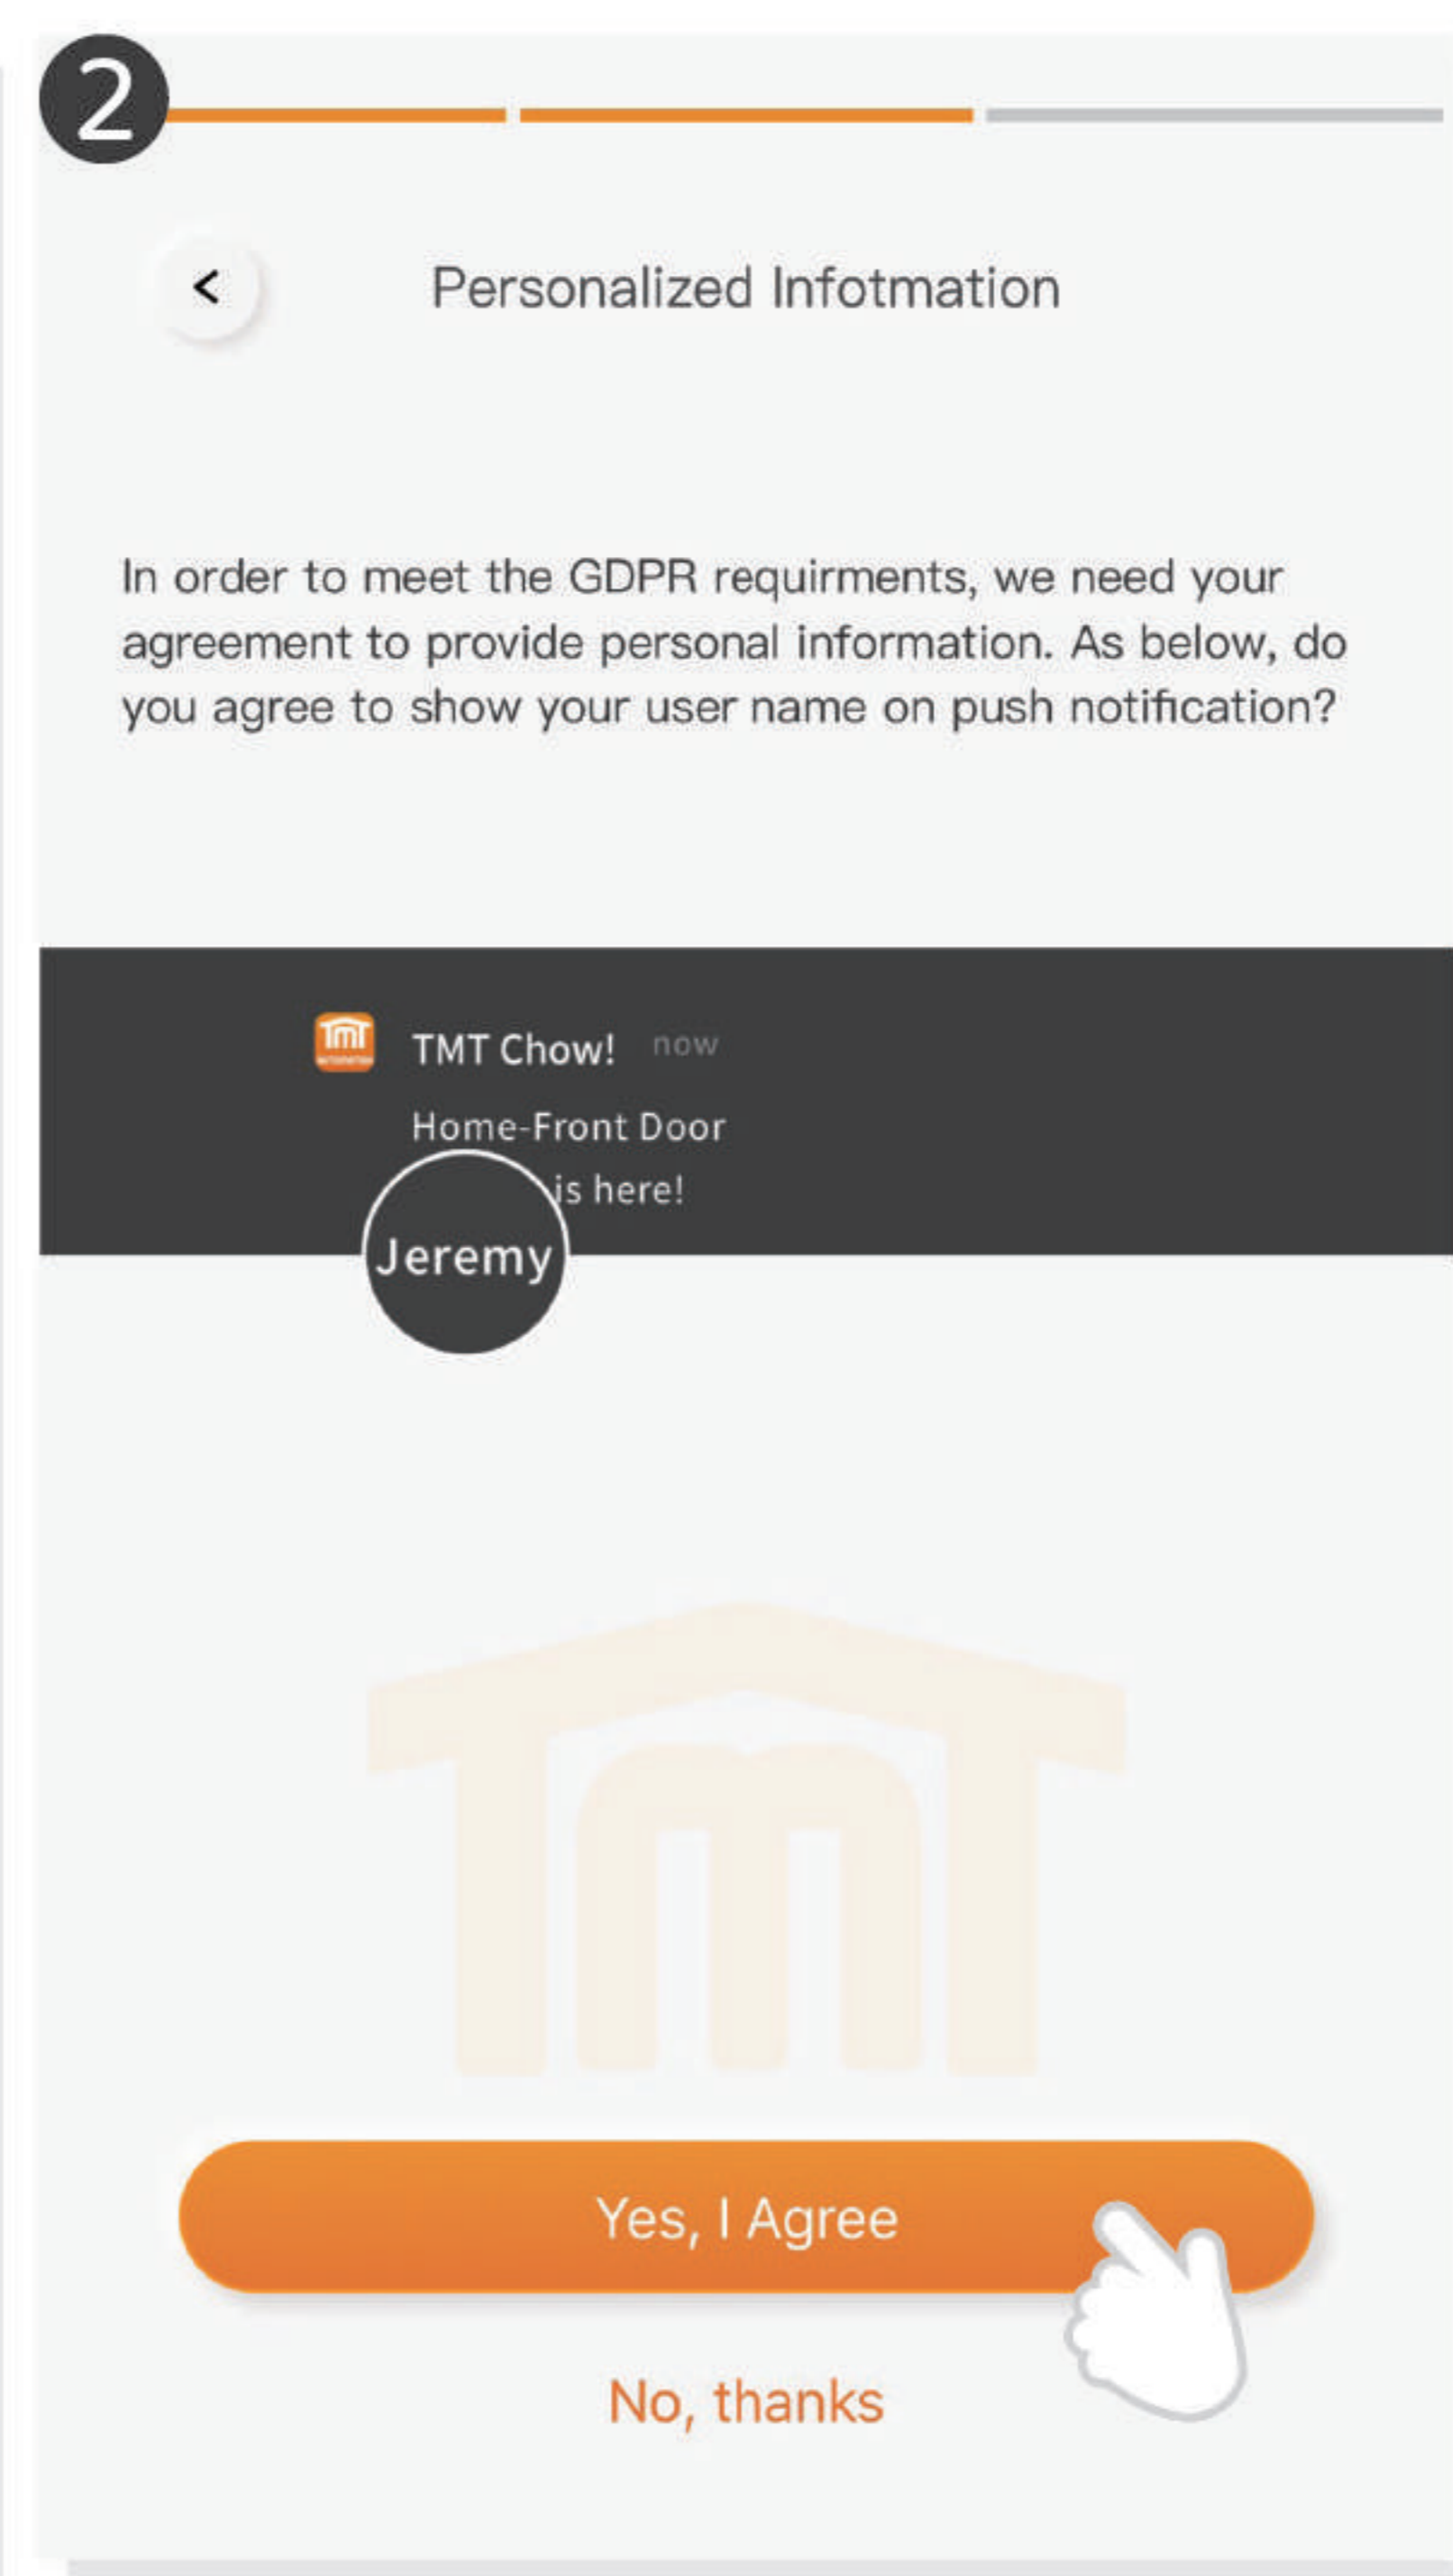 2
<
Personalized Infotmation
In order to meet the GDPR requirments, we need your
agreement to provide personal information. As below, do
you agree to show your user name on push notification?
TMT
TMT Chow! now
Home-Front Door
is here!
Jeremy
TMT
Yes, I Agree
No, thanks